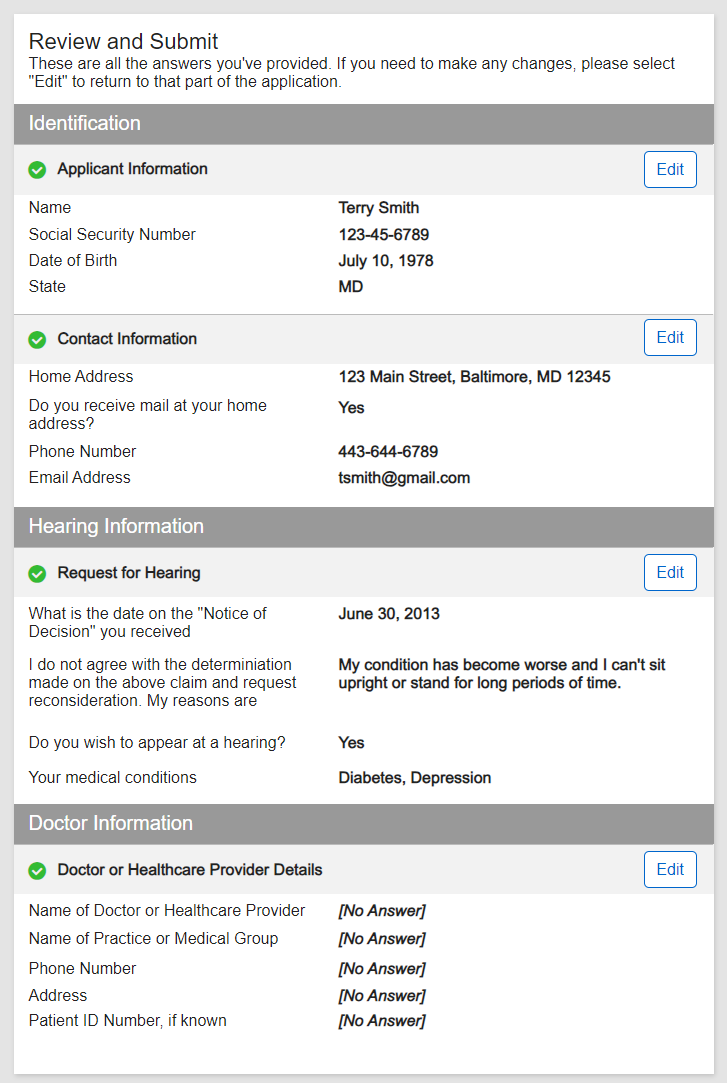 Review and Submit
These are all the answers you've provided. If you need to make any changes, please select
"Edit" to return to that part of the application.
Identification
Applicant Information Edit
Name Terry Smith
Social Security Number 123-45-6789
Date of Birth July 10, 1978
State MD
Contact Information Edit
Home Address 123 Main Street, Baltimore, MD 12345
Do you receive mail at your home Yes
address?
Phone Number 443-644-6789
Email Address tsmith@gmail.com
Hearing Information
Request for Hearing Edit
What is the date on the "Notice of June 30, 2013
Decision" you received
I do not agree with the determiniation My condition has become worse and I can't sit
made on the above claim and request upright or stand for long periods of time.
reconsideration. My reasons are
Do you wish to appear at a hearing? Yes
Your medical conditions Diabetes, Depression
Doctor Information
Doctor or Healthcare Provider Details Edit
Name of Doctor or Healthcare Provider [No Answer]
Name of Practice or Medical Group [No Answer]
Phone Number [No Answer]
Address [No Answer]
Patient ID Number, if known [No Answer]